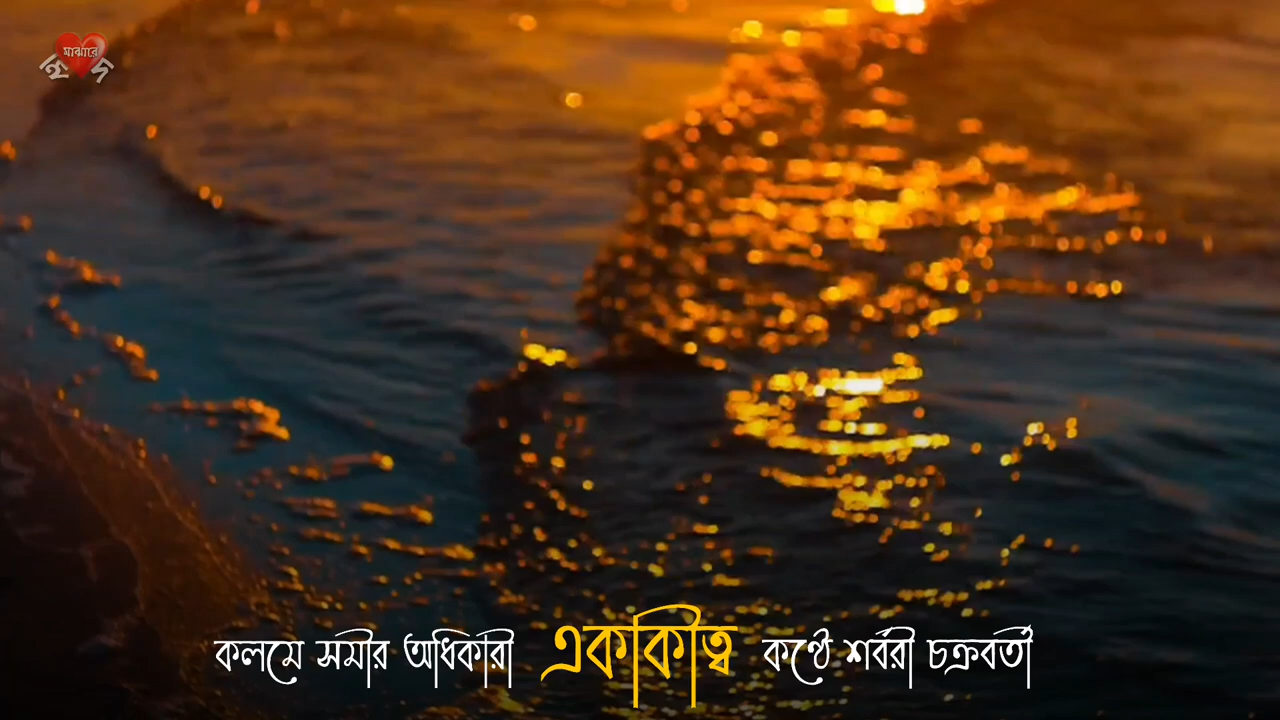 মাঝারে
হৃদ
কলমে সমীর অধিকারী একাকীত্ব কণ্ঠে শর্বরী চক্রবর্তী